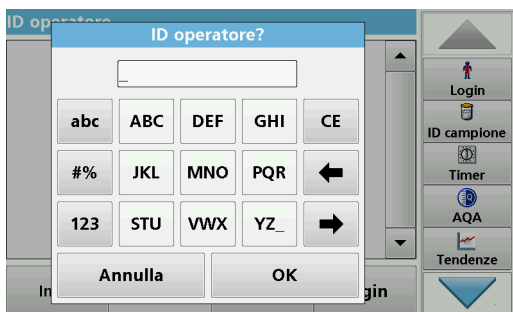 ID operatore
ID operatore?
_
abc ABC DEF GHI CE
#% JKL MNO PQR
123 STU VWX YZ_
Annulla OK
Login
ID campione
Timer
AQA
Tendenze